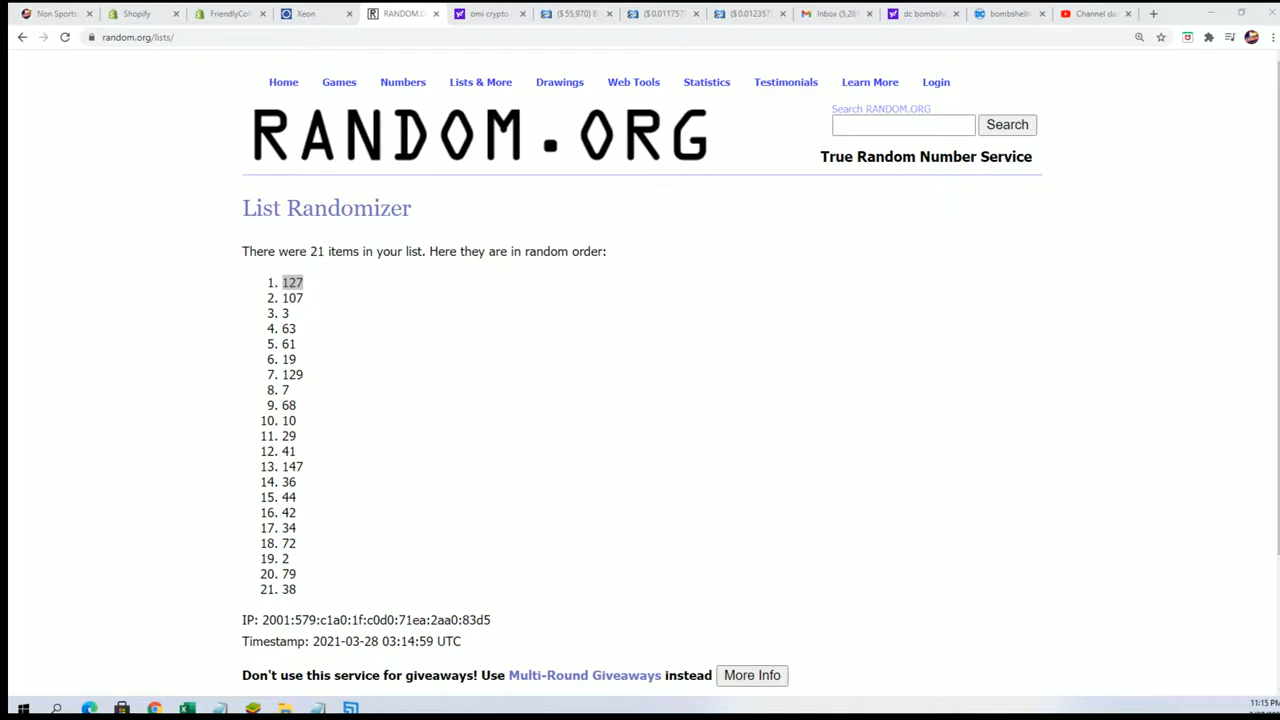 Non Sports
Shopify
FriendlyColl
Xeon
RANDOM.O
omi crypto
($ 55,970) B
($ 0.011757)
($ 0.012357)
Inbox (5,28
dc bombsh
bombshell
Channel da
random.org/lists/
Home Games Numbers Lists & More Drawings Web Tools Statistics Testimonials Learn More Login
RANDOM.ORG
Search RANDOM.ORG
Search
True Random Number Service
List Randomizer
There were 21 items in your list. Here they are in random order:
1. 127
2. 107
3. 3
4. 63
5. 61
6. 19
7. 129
8. 7
9. 68
10. 10
11. 29
12. 41
13. 147
14. 36
15. 44
16. 42
17. 34
18. 72
19. 2
20. 79
21. 38
IP: 2001:579:c1a0:1f:c0d0:71ea:2aa0:83d5
Timestamp: 2021-03-28 03:14:59 UTC
Don't use this service for giveaways! Use Multi-Round Giveaways instead More Info
11:15 PM